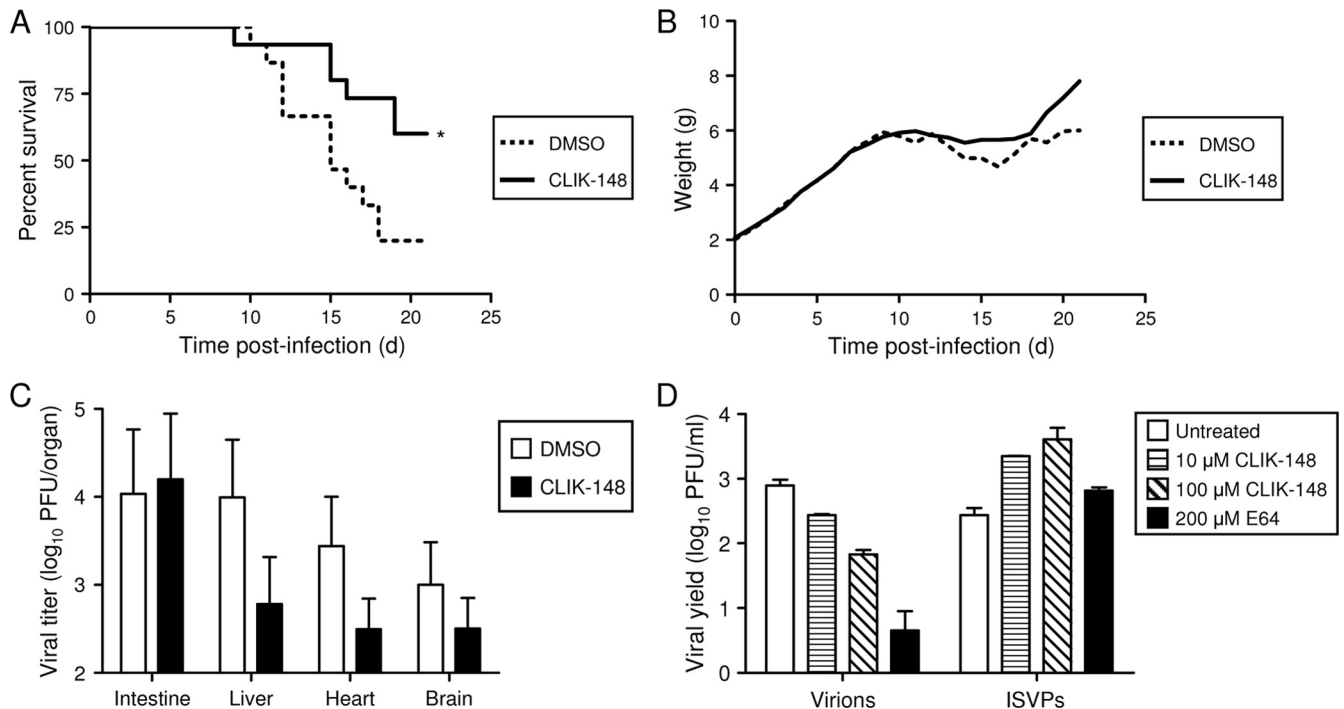 A
Percent survival
100
75
50
25
0
0 5 10 15 20 25
Time post-infection (d)
*
DMSO
CLIK-148
B
Weight (g)
10
8
6
4
2
0
0 5 10 15 20 25
Time post-infection (d)
DMSO
CLIK-148
C
Viral titer (log10 PFU/organ)
5
4
3
2
Intestine Liver Heart Brain
DMSO
CLIK-148
D
Viral yield (log10 PFU/ml)
4
3
2
1
0
Virions ISVPs
Untreated
10 µM CLIK-148
100 µM CLIK-148
200 µM E64